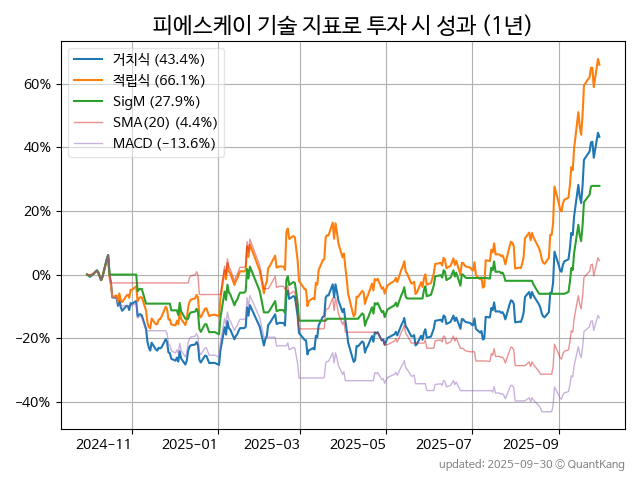 피에스케이 기술 지표로 투자 시 성과 (1년)
거치식 (43.4%)
적립식 (66.1%)
SigM (27.9%)
SMA(20) (4.4%)
MACD (−13.6%)
60%
40%
20%
0%
−20%
−40%
2024−11 2025−01 2025−03 2025−05 2025−07 2025−09
updated: 2025-09-30 © QuantKang